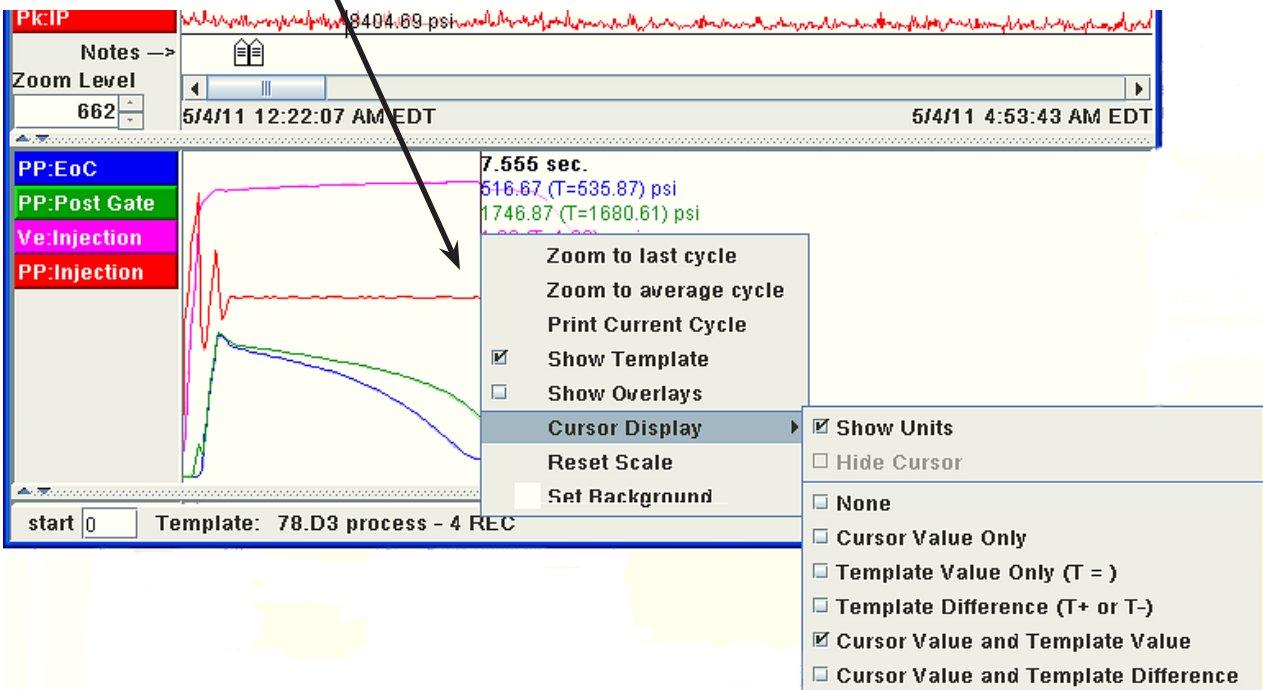 Pk:IP
8404.69 psi
Notes —>
Zoom Level
662
5/4/11 12:22:07 AM EDT 5/4/11 4:53:43 AM EDT
PP:EoC
PP:Post Gate
Ve:Injection
PP:Injection
7.555 sec.
516.67 (T=535.87) psi
1746.87 (T=1680.61) psi
Zoom to last cycle
Zoom to average cycle
Print Current Cycle
Show Template
Show Overlays
Cursor Display
Reset Scale
Set Background
Show Units
Hide Cursor
None
Cursor Value Only
Template Value Only (T = )
Template Difference (T+ or T-)
Cursor Value and Template Value
Cursor Value and Template Difference
start 0 Template: 78.D3 process - 4 REC